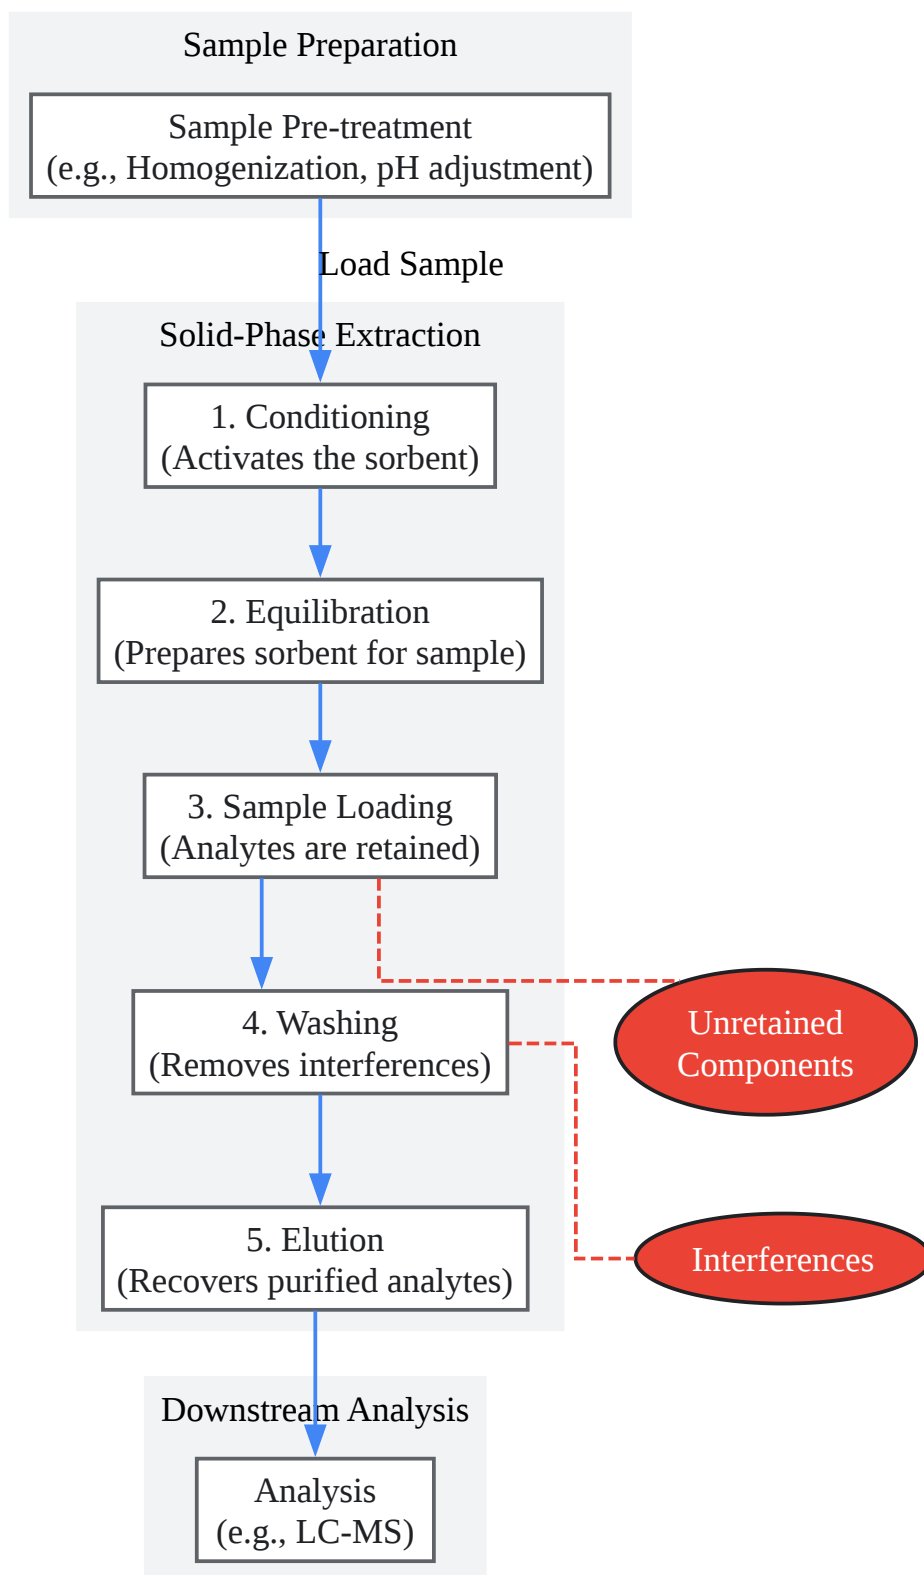 Sample Preparation
Sample Pre-treatment
(e.g., Homogenization, pH adjustment)
Load Sample
Solid-Phase Extraction
1. Conditioning
(Activates the sorbent)
2. Equilibration
(Prepares sorbent for sample)
3. Sample Loading
(Analytes are retained)
4. Washing
(Removes interferences)
Unretained
Components
5. Elution
(Recovers purified analytes)
Interferences
Downstream Analysis
Analysis
(e.g., LC-MS)